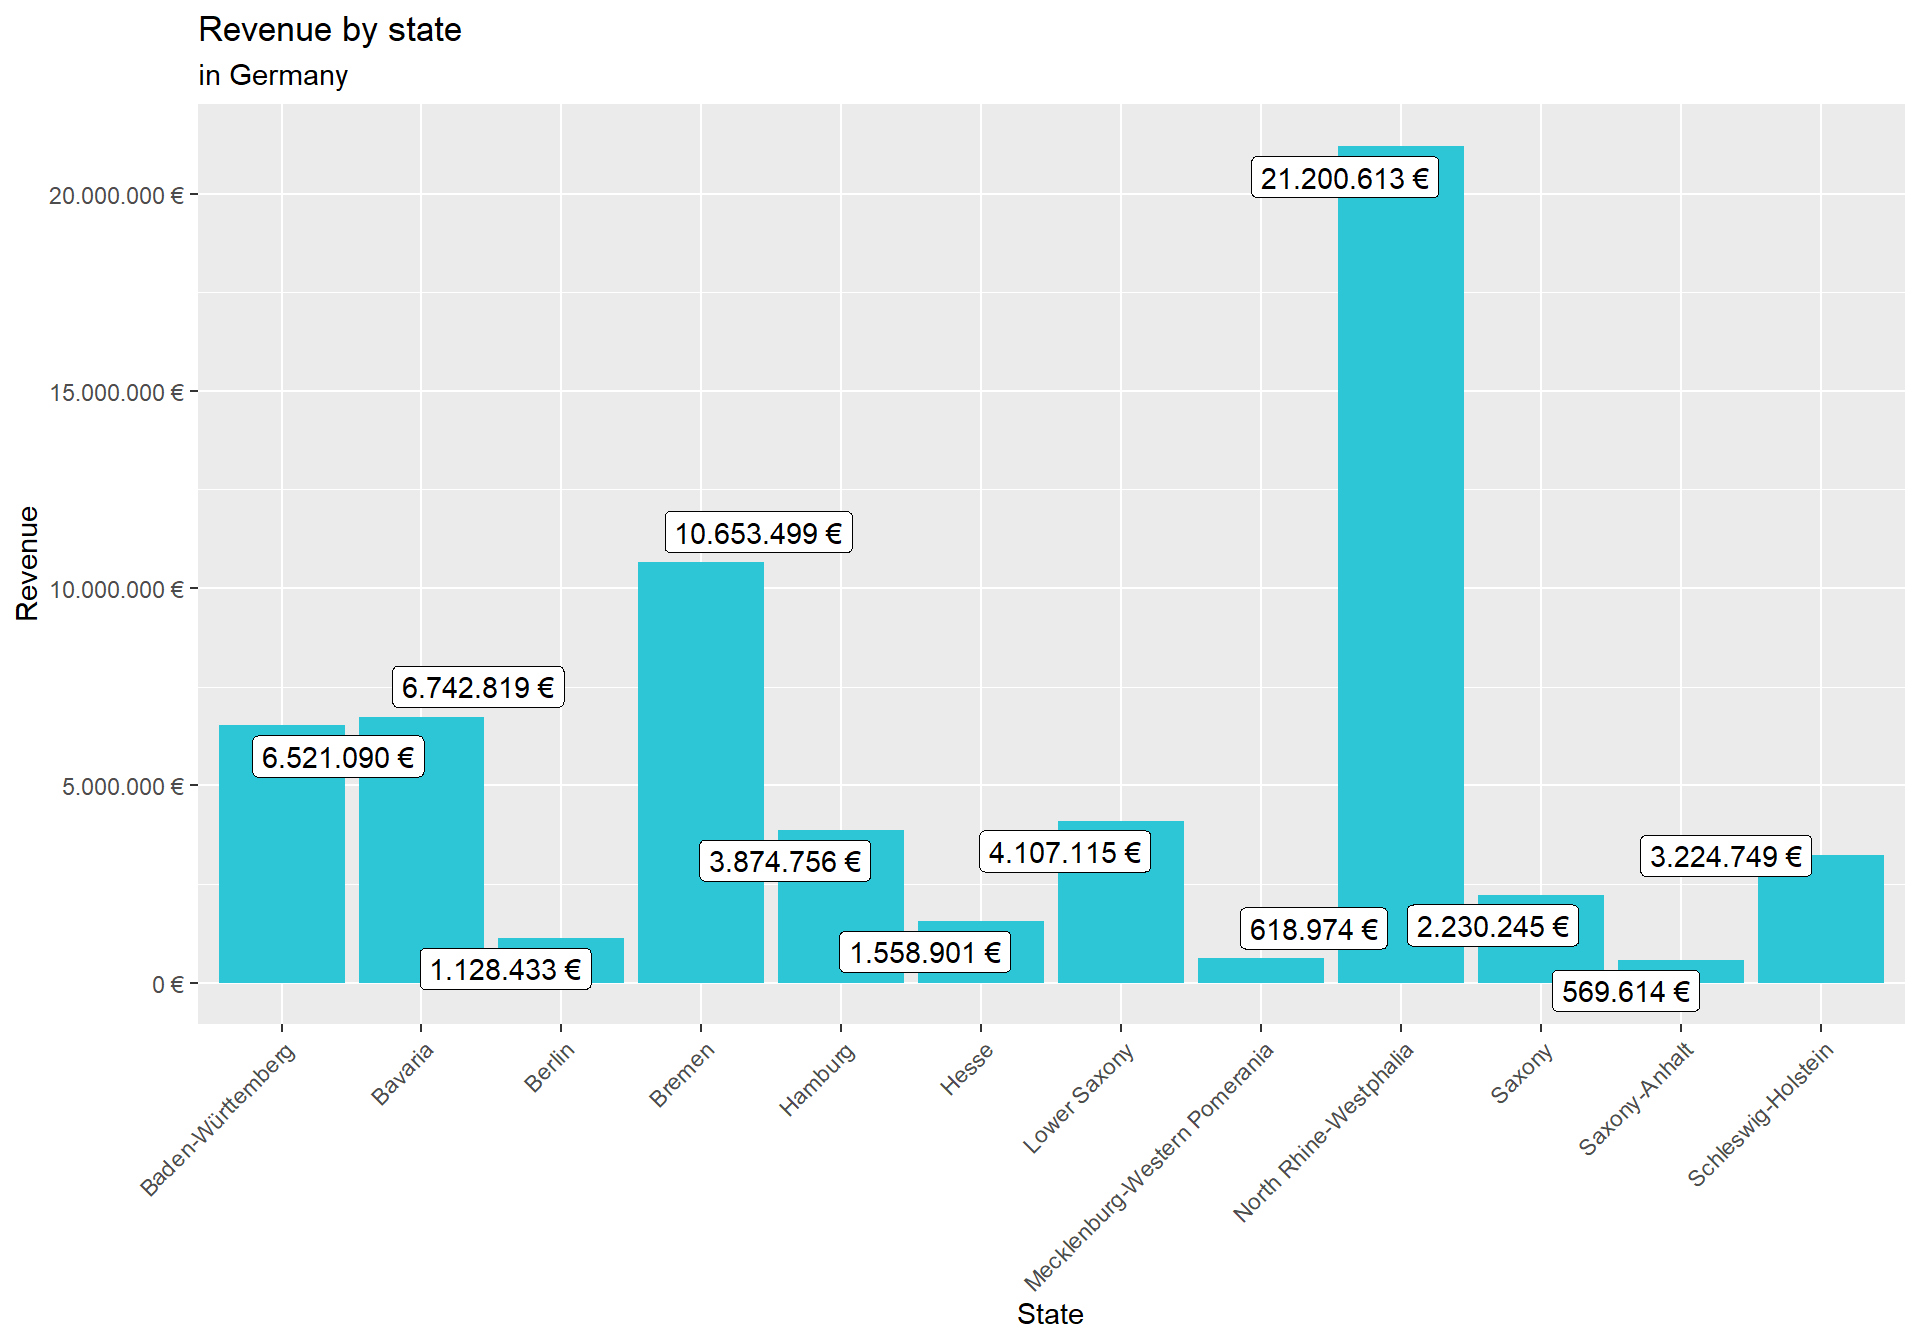 Revenue by state
in Germany
Revenue
20.000.000 €
15.000.000 €
10.000.000 €
5.000.000 €
0 €
6.521.090 €
6.742.819 €
1.128.433 €
10.653.499 €
3.874.756 €
1.558.901 €
4.107.115 €
618.974 €
21.200.613 €
2.230.245 €
569.614 €
3.224.749 €
Baden-Württemberg
Bavaria
Berlin
Bremen
Hamburg
Hesse
Lower Saxony
Mecklenburg-Western Pomerania
North Rhine-Westphalia
Saxony
Saxony-Anhalt
Schleswig-Holstein
State